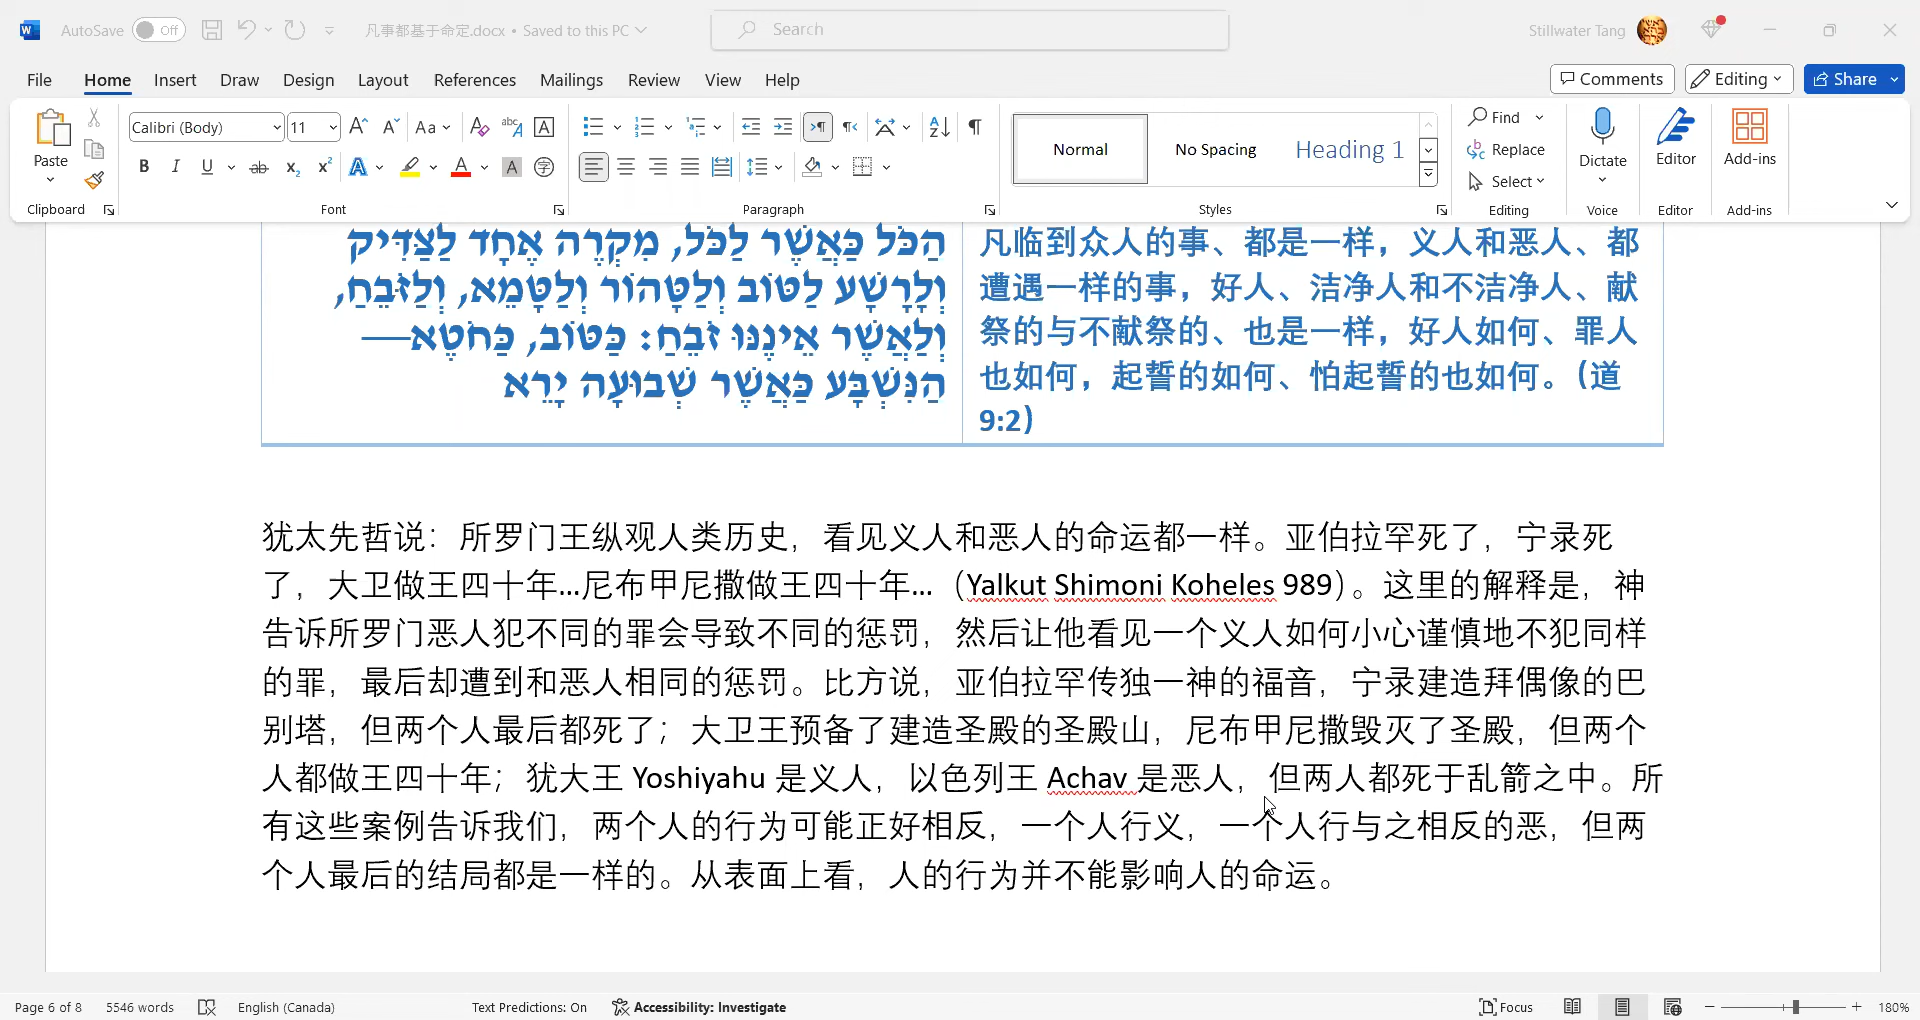 AutoSave Off 凡事都基于命定.docx • Saved to this PC Search Stillwater Tang
File Home Insert Draw Design Layout References Mailings Review View Help Comments Editing Share
Paste
Clipboard
Calibri (Body) 11
Font
Paragraph
Normal No Spacing Heading 1
Styles
Find
Replace
Select
Editing
Dictate
Voice
Editor
Editor
Add-ins
Add-ins
הַכֹּל כַּאֲשֶׁר לַכֹּל, מִקְרֶה אֶחָד לַצַּדִּיק
וְלָרָשָׁע לַטּוֹב וְלַטָּהוֹר וְלַטָּמֵא, וְלַזֹּבֵחַ,
וְלַאֲשֶׁר אֵינֶנּוּ זֹבֵחַ: כַּטּוֹב, כַּחֹטֶא—
הַנִּשְׁבָּע כַּאֲשֶׁר שְׁבוּעָה יָרֵא
凡临到众人的事、都是一样，义人和恶人、都
遭遇一样的事，好人、洁净人和不洁净人、献
祭的与不献祭的、也是一样，好人如何、罪人
也如何，起誓的如何、怕起誓的也如何。（道
9:2）
犹太先哲说：所罗门王纵观人类历史，看见义人和恶人的命运都一样。亚伯拉罕死了，宁录死
了，大卫做王四十年…尼布甲尼撒做王四十年…（Yalkut Shimoni Koheles 989）。这里的解释是，神
告诉所罗门恶人犯不同的罪会导致不同的惩罚，然后让他看见一个义人如何小心谨慎地不犯同样
的罪，最后却遭到和恶人相同的惩罚。比方说，亚伯拉罕传独一神的福音，宁录建造拜偶像的巴
别塔，但两个人最后都死了；大卫王预备了建造圣殿的圣殿山，尼布甲尼撒毁灭了圣殿，但两个
人都做王四十年；犹大王 Yoshiyahu 是义人，以色列王 Achav 是恶人，但两人都死于乱箭之中。所
有这些案例告诉我们，两个人的行为可能正好相反，一个人行义，一个人行与之相反的恶，但两
个人最后的结局都是一样的。从表面上看，人的行为并不能影响人的命运。
Page 6 of 8 5546 words English (Canada) Text Predictions: On Accessibility: Investigate Focus 180%